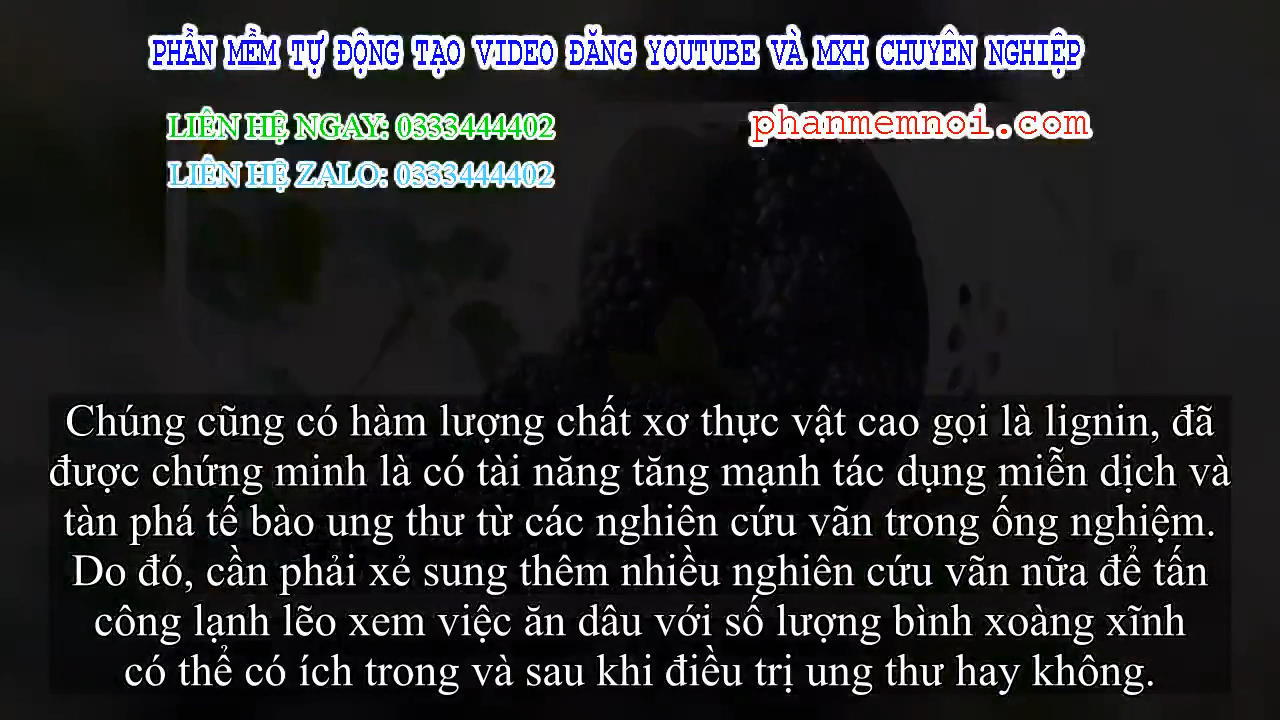 PHẦN MỀM TỰ ĐỘNG TẠO VIDEO ĐĂNG YOUTUBE VÀ MXH CHUYÊN NGHIỆP
LIÊN HỆ NGAY: 0333444402
phanmemnoi.com
LIÊN HỆ ZALO: 0333444402
Chúng cũng có hàm lượng chất xơ thực vật cao gọi là lignin, đã
được chứng minh là có tài năng tăng mạnh tác dụng miễn dịch và
tàn phá tế bào ung thư từ các nghiên cứu vãn trong ống nghiệm.
Do đó, cần phải xẻ sung thêm nhiều nghiên cứu vãn nữa để tấn
công lạnh lẽo xem việc ăn dâu với số lượng bình xoàng xĩnh
có thể có ích trong và sau khi điều trị ung thư hay không.